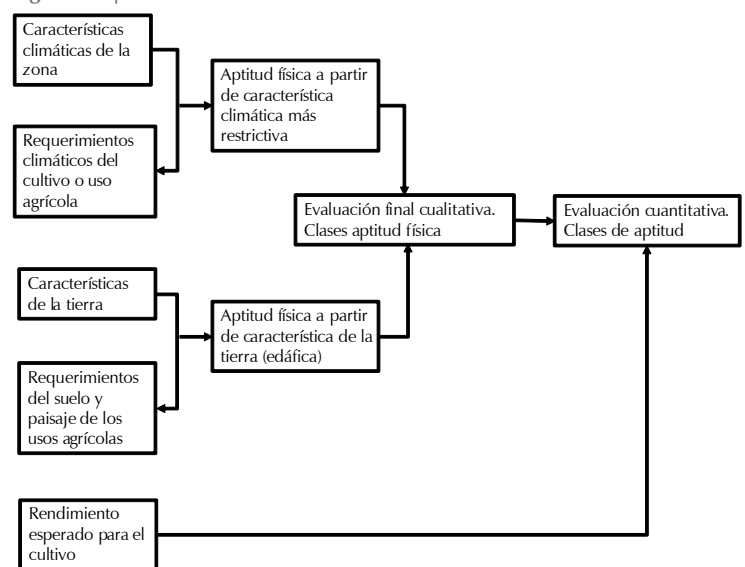 Características
climáticas de la
zona
Requerimientos
climáticos del
cultivo o uso
agrícola
Aptitud física a partir
de característica
climática más
restrictiva
Evaluación final cualitativa.
Clases aptitud física
Evaluación cuantitativa.
Clases de aptitud
Características
de la tierra
Requerimientos
del suelo y
paisaje de los
usos agrícolas
Aptitud física a partir
de característica de la
tierra (edáfica)
Rendimiento
esperado para el
cultivo